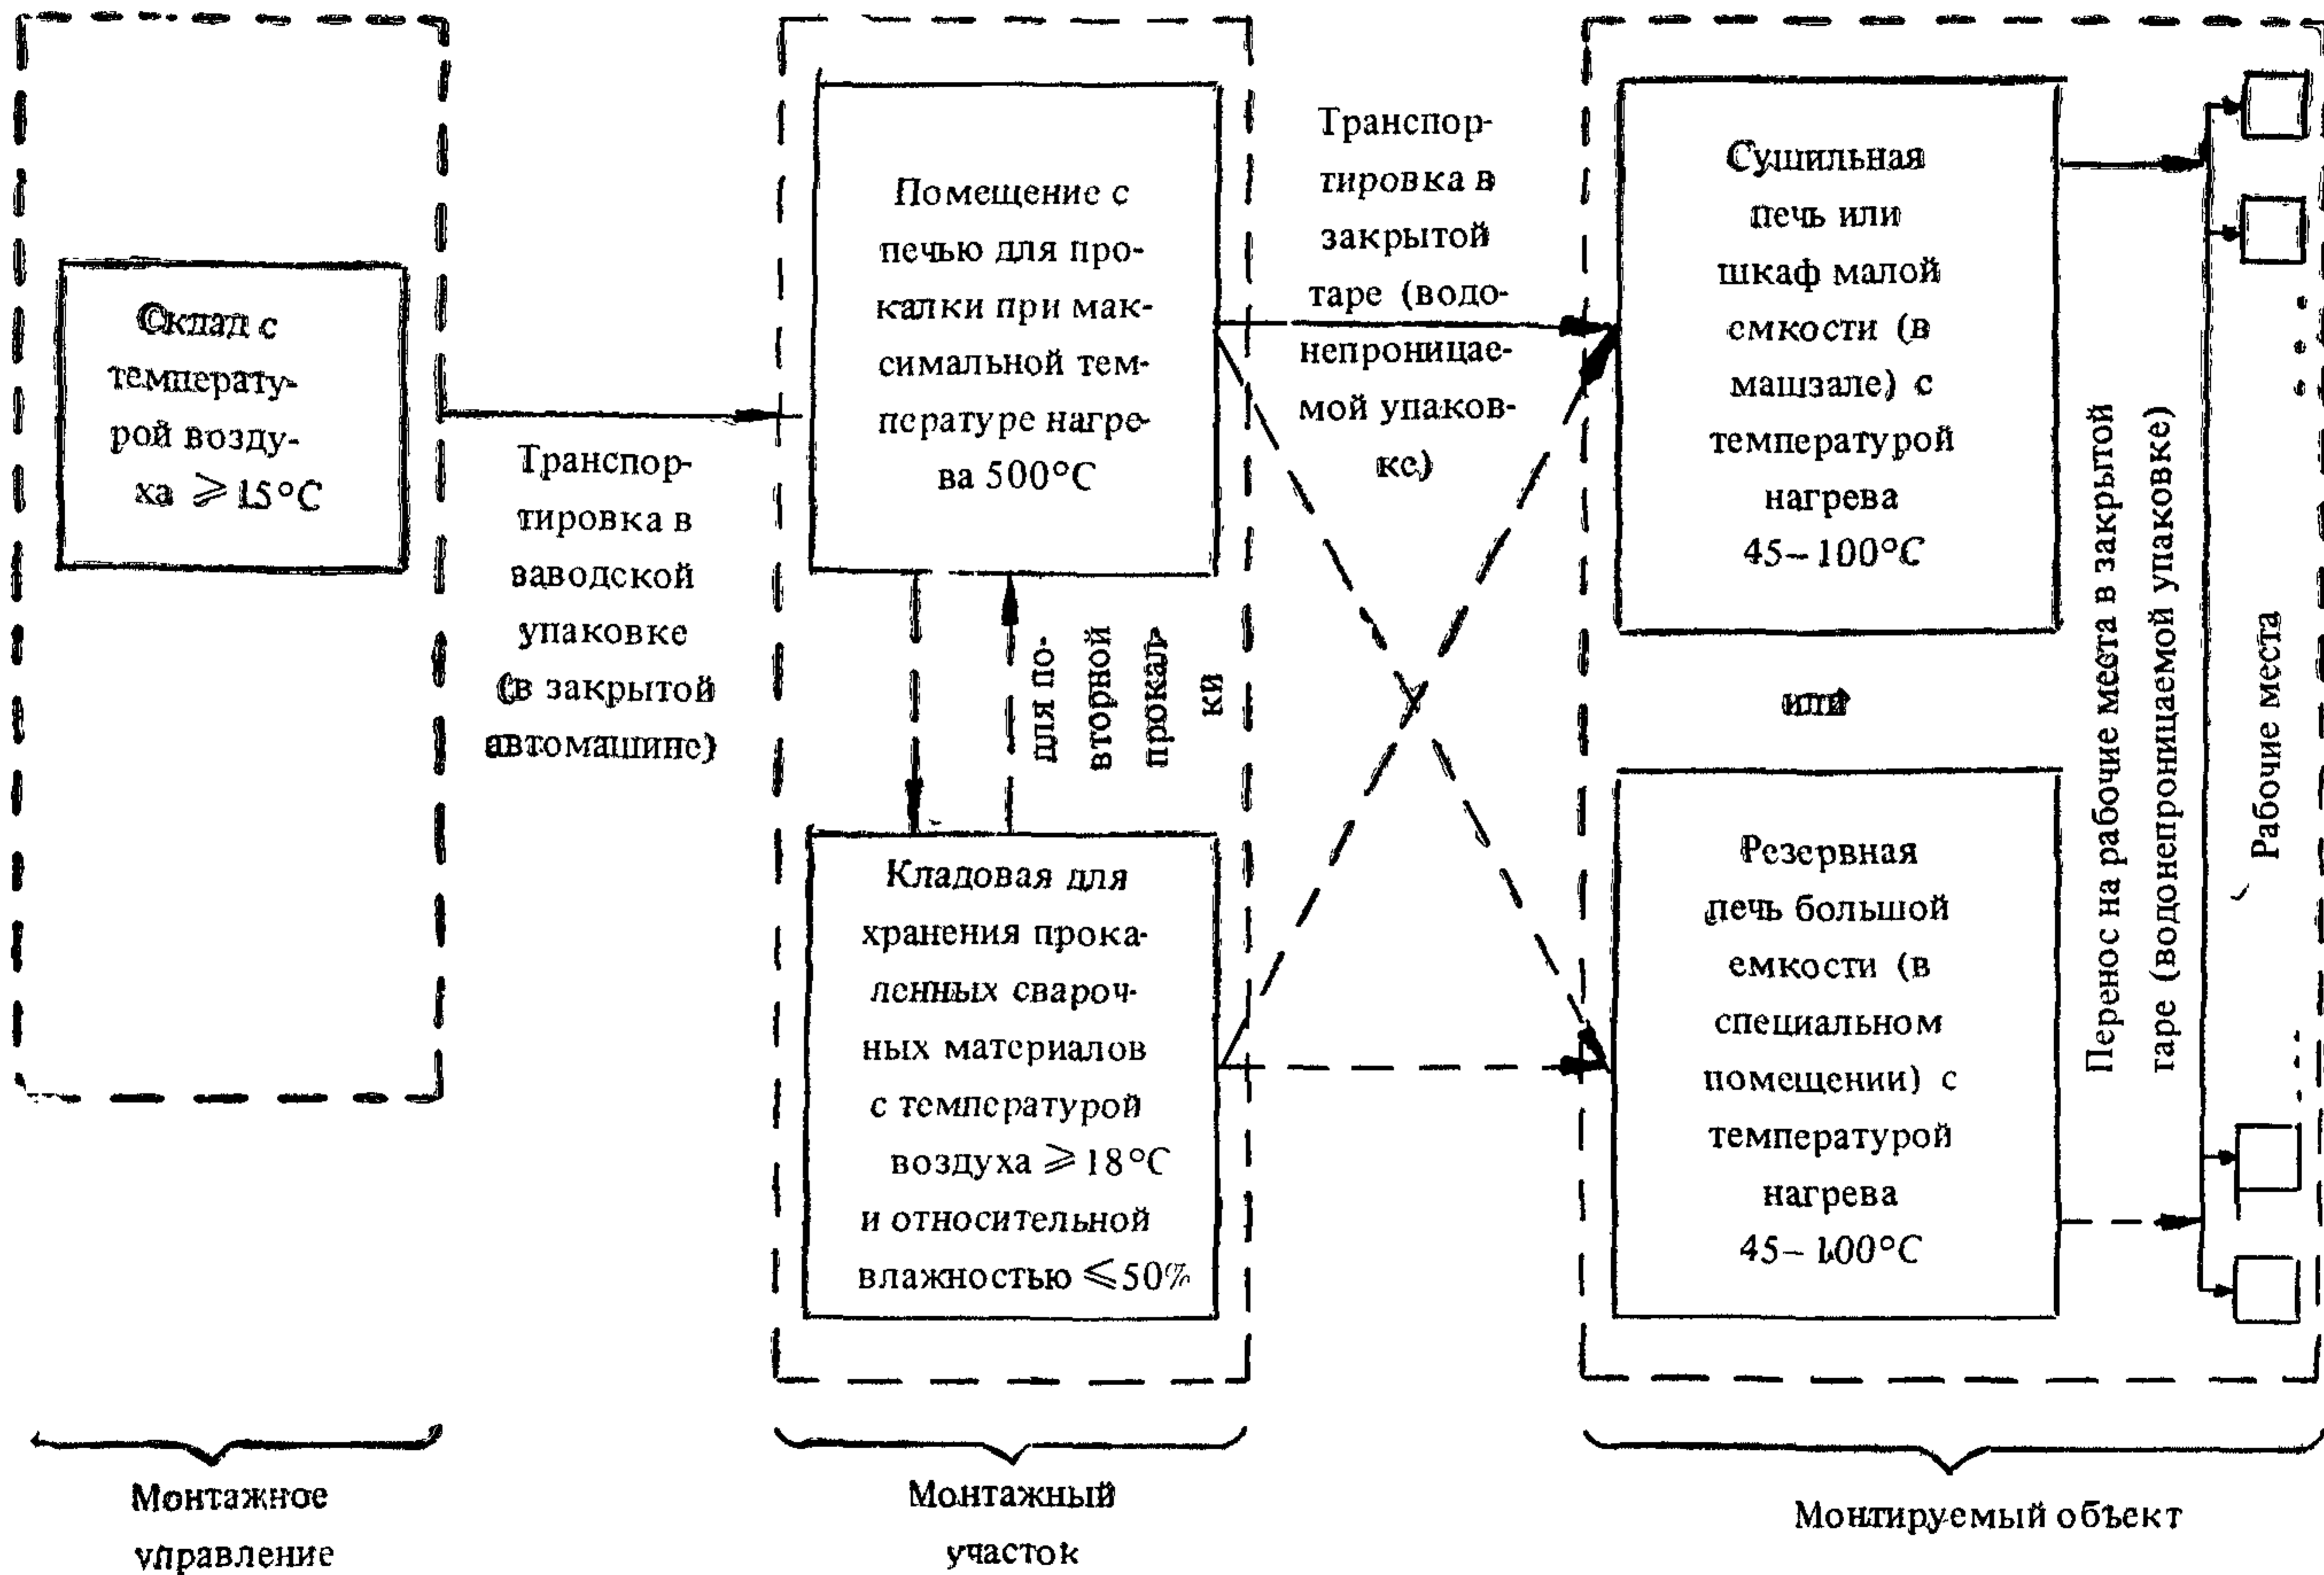 Склад с
температу-
рой возду-
ха ⩾ 15°С
Транспор-
тировка в
заводской
упаковке
(в закрытой
автомашине)
Помещение с
печью для про-
калки при мак-
симальной тем-
пературе нагре-
ва 500°С
для по-
вторной
прокал-
ки
Кладовая для
хранения прока-
ленных свароч-
ных материалов
с температурой
воздуха ⩾ 18°С
и относительной
влажностью ⩽ 50%
Транспор-
тировка в
закрытой
таре (водо-
непроницае-
мой упаков-
ке)
Сушильная
печь или
шкаф малой
емкости (в
машзале) с
температурой
нагрева
45–100°С
или
Резервная
печь большой
емкости (в
специальном
помещении) с
температурой
нагрева
45–100°С
Перенос на рабочие места в закрытой
таре (водонепроницаемой упаковке)
Рабочие места
Монтажное
управление
Монтажный
участок
Монтируемый объект